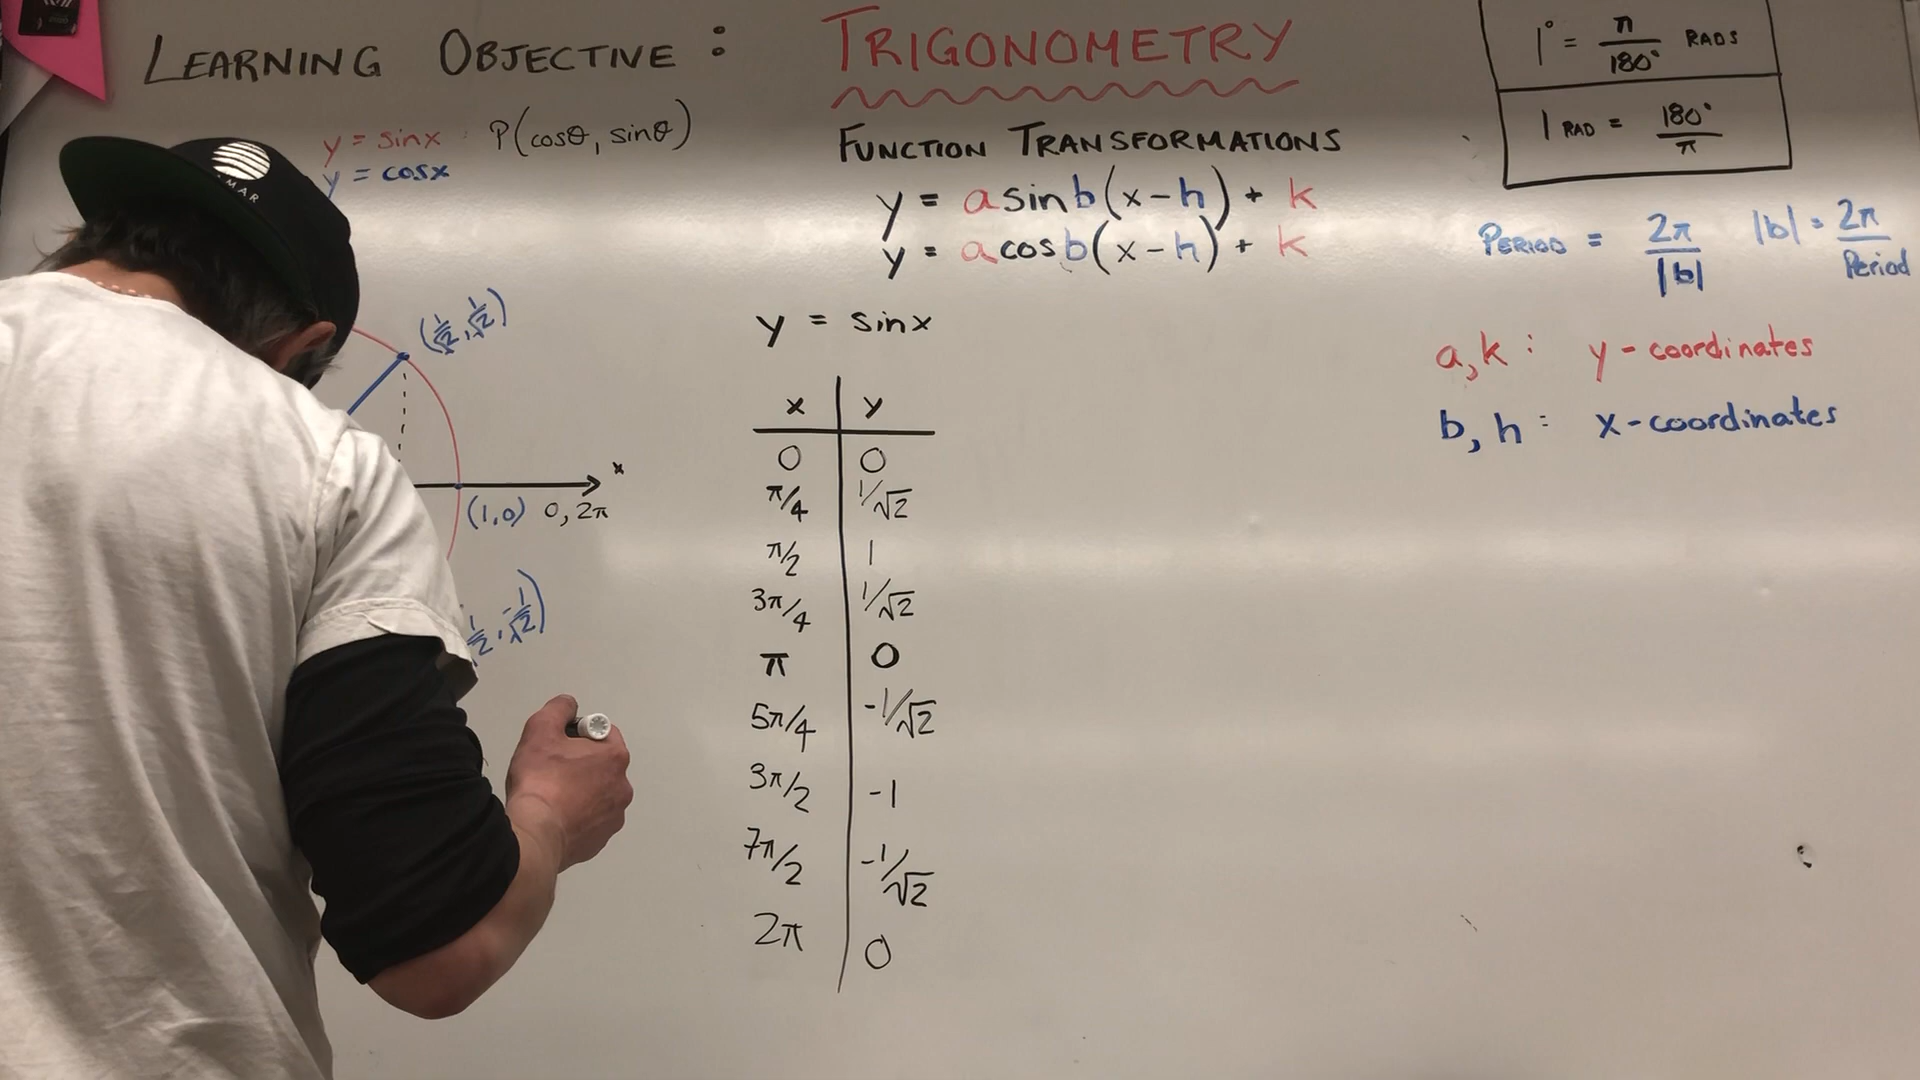 LEARNING OBJECTIVE : TRIGONOMETRY
y = sinx P(cosθ, sinθ)
y = cosx
FUNCTION TRANSFORMATIONS
y = a sin b(x-h) + k
y = a cos b(x-h) + k
1° = π/180° RADS
1 RAD = 180°/π
PERIOD = 2π/|b| |b| = 2π/Period
a, k : y-coordinates
b, h : x-coordinates
(1/√2, 1/√2)
x
(1,0) 0, 2π
y = sinx
x y
0 0
π/4 1/√2
π/2 1
3π/4 1/√2
π 0
5π/4 -1/√2
3π/2 -1
7π/2 -1/√2
2π 0